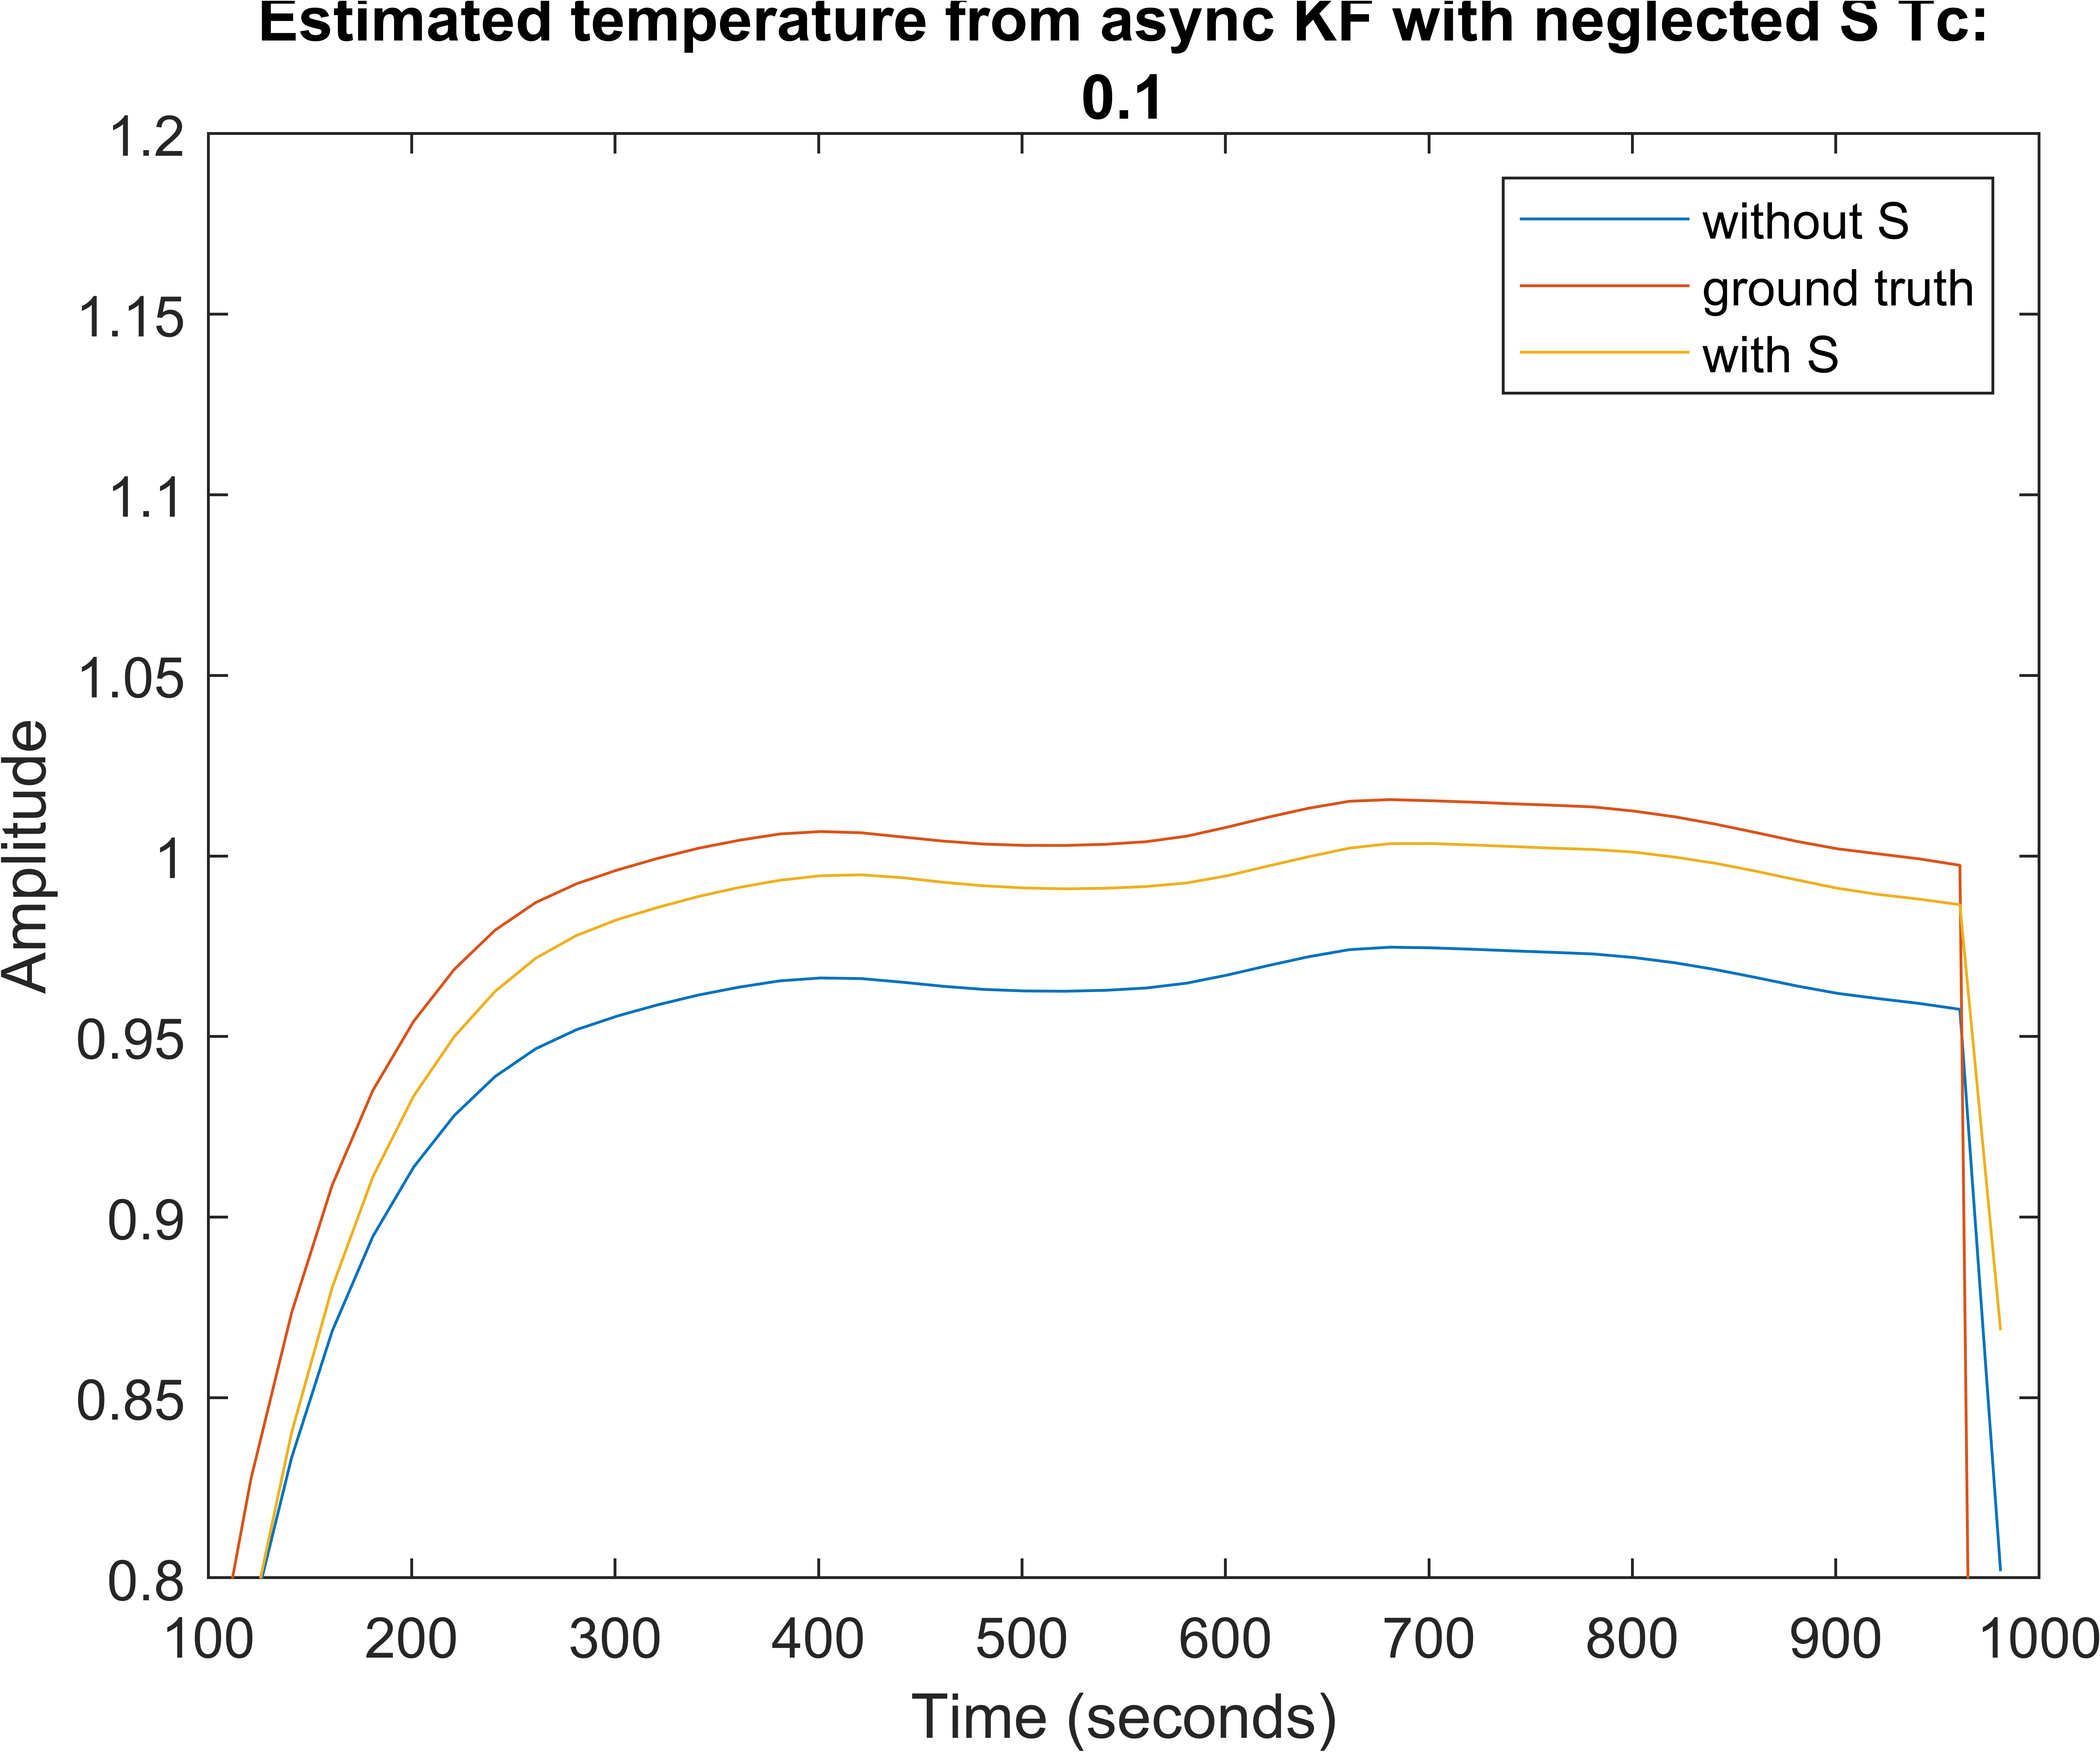 Estimated temperature from async KF with neglected S Tc:
0.1
1.2
1.15
1.1
1.05
1
0.95
0.9
0.85
0.8
Amplitude
without S
ground truth
with S
100 200 300 400 500 600 700 800 900 1000
Time (seconds)